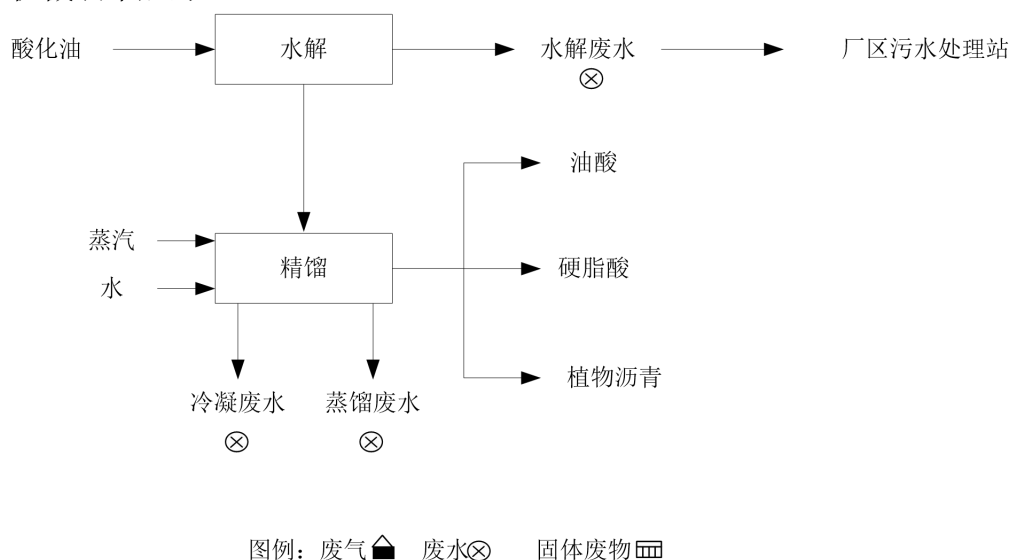 酸化油
水解
水解废水
厂区污水处理站
油酸
蒸汽
精馏
硬脂酸
水
植物沥青
冷凝废水
蒸馏废水
图例：废气 废水 固体废物